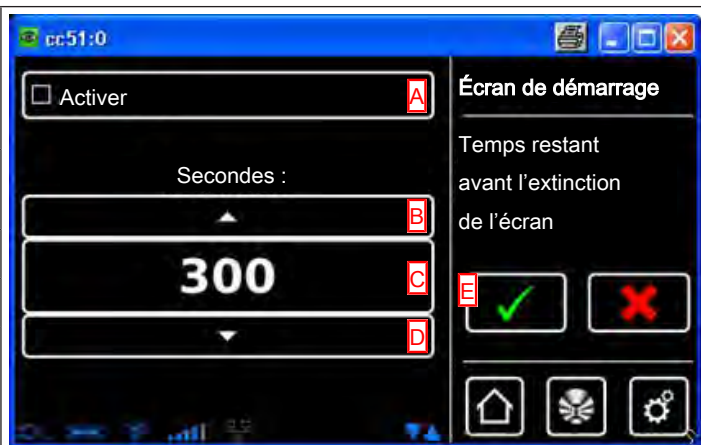 cc51:0
Activer
A
Secondes :
B
300
C
D
Écran de démarrage
Temps restant
avant l'extinction
de l'écran
E